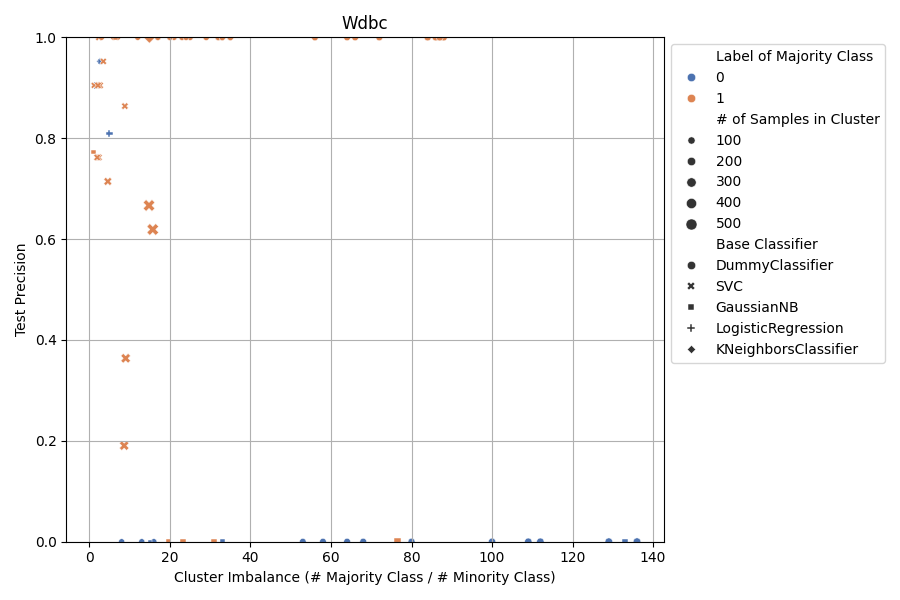 Wdbc
1.0
0.8
0.6
0.4
0.2
0.0
Test Precision
0
20
40
60
80
100
120
140
Cluster Imbalance (# Majority Class / # Minority Class)
Label of Majority Class
0
1
# of Samples in Cluster
100
200
300
400
500
Base Classifier
DummyClassifier
SVC
GaussianNB
LogisticRegression
KNeighborsClassifier